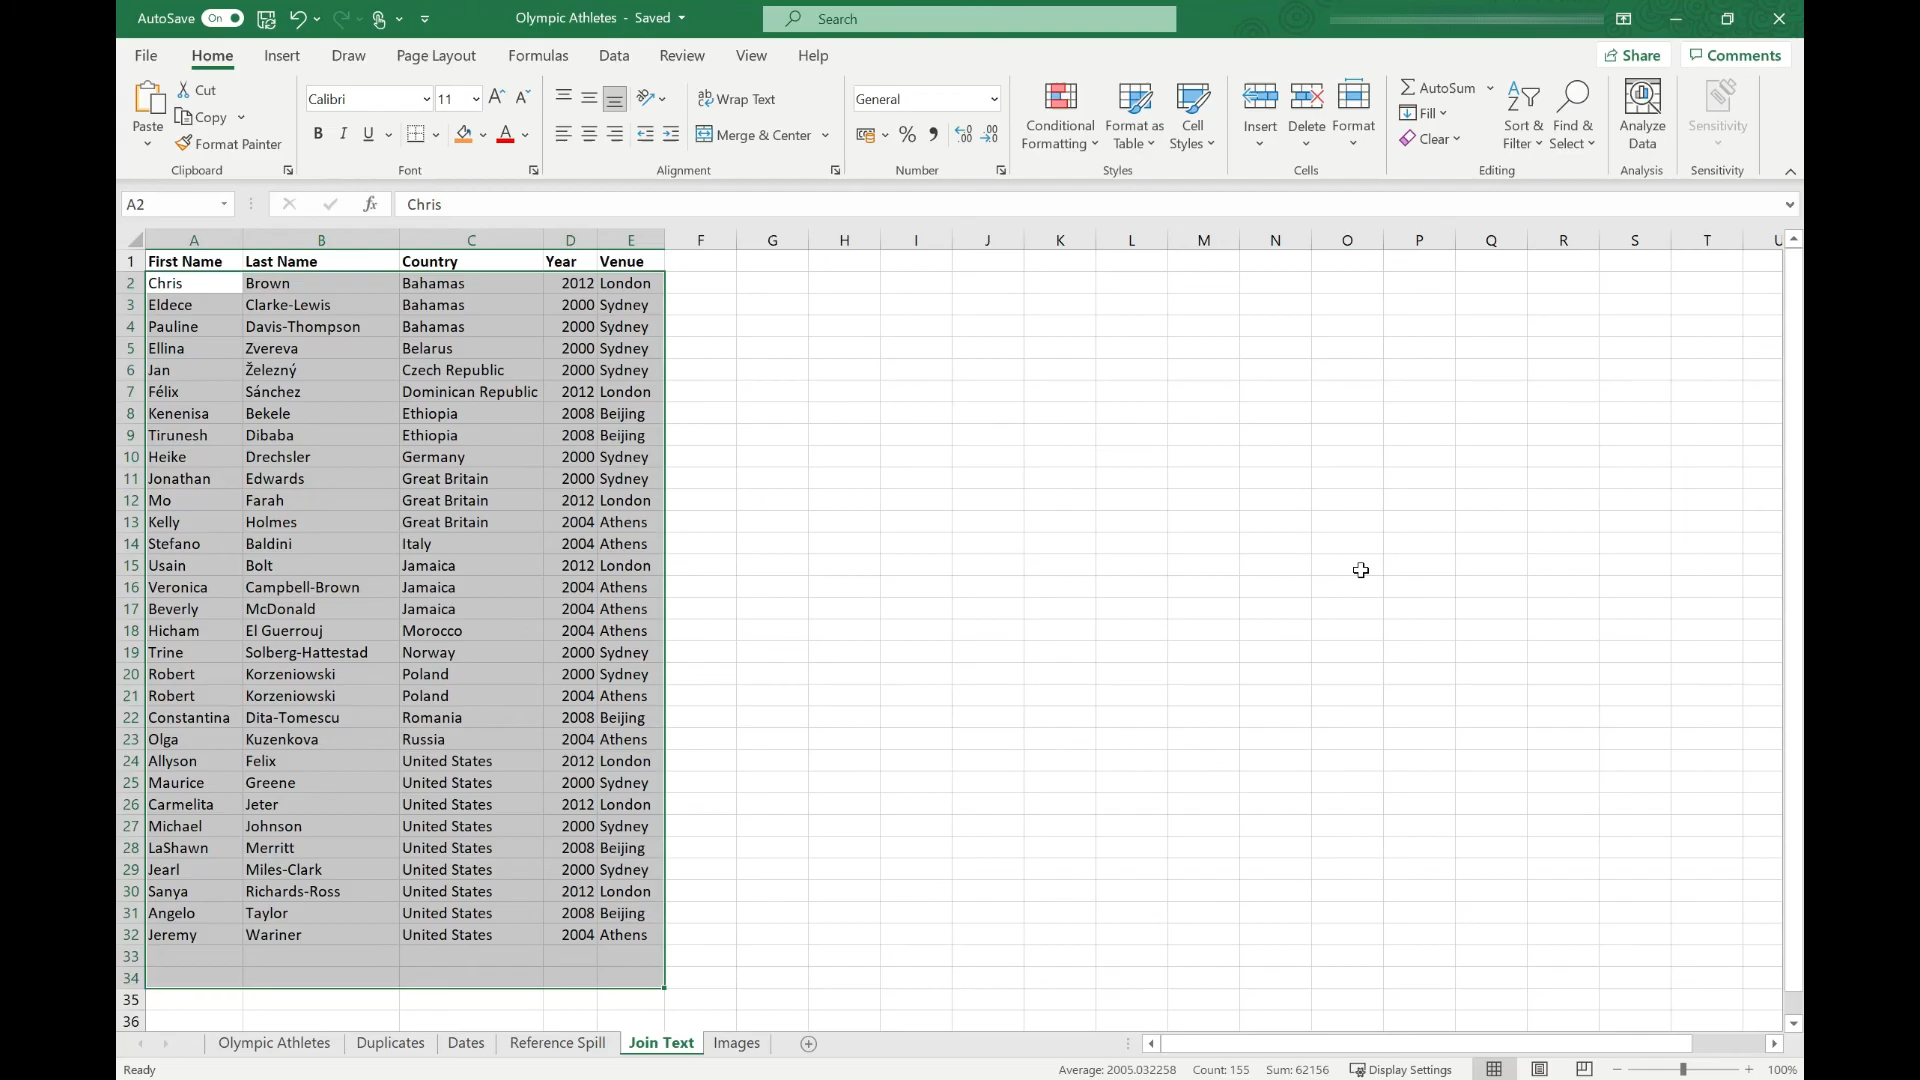 AutoSave On Olympic Athletes - Saved Search
File Home Insert Draw Page Layout Formulas Data Review View Help Share Comments
Paste Cut Copy Format Painter Clipboard
Calibri 11 A A B I U A Font
ab Wrap Text Merge & Center Alignment
General % Number
Conditional Formatting Format as Table Cell Styles Styles
Insert Delete Format Cells
AutoSum Fill Clear Sort & Filter Find & Select Editing
Analyze Data Analysis
Sensitivity Sensitivity
A2 fx Chris
A B C D E F G H I J K L M N O P Q R S T U
1 First Name Last Name Country Year Venue
2 Chris Brown Bahamas 2012 London
3 Eldece Clarke-Lewis Bahamas 2000 Sydney
4 Pauline Davis-Thompson Bahamas 2000 Sydney
5 Ellina Zvereva Belarus 2000 Sydney
6 Jan Železný Czech Republic 2000 Sydney
7 Félix Sánchez Dominican Republic 2012 London
8 Kenenisa Bekele Ethiopia 2008 Beijing
9 Tirunesh Dibaba Ethiopia 2008 Beijing
10 Heike Drechsler Germany 2000 Sydney
11 Jonathan Edwards Great Britain 2000 Sydney
12 Mo Farah Great Britain 2012 London
13 Kelly Holmes Great Britain 2004 Athens
14 Stefano Baldini Italy 2004 Athens
15 Usain Bolt Jamaica 2012 London
16 Veronica Campbell-Brown Jamaica 2004 Athens
17 Beverly McDonald Jamaica 2004 Athens
18 Hicham El Guerrouj Morocco 2004 Athens
19 Trine Solberg-Hattestad Norway 2000 Sydney
20 Robert Korzeniowski Poland 2000 Sydney
21 Robert Korzeniowski Poland 2004 Athens
22 Constantina Dita-Tomescu Romania 2008 Beijing
23 Olga Kuzenkova Russia 2004 Athens
24 Allyson Felix United States 2012 London
25 Maurice Greene United States 2000 Sydney
26 Carmelita Jeter United States 2012 London
27 Michael Johnson United States 2000 Sydney
28 LaShawn Merritt United States 2008 Beijing
29 Jearl Miles-Clark United States 2000 Sydney
30 Sanya Richards-Ross United States 2012 London
31 Angelo Taylor United States 2008 Beijing
32 Jeremy Wariner United States 2004 Athens
33
34
35
36
Olympic Athletes Duplicates Dates Reference Spill Join Text Images
Ready Average: 2005.032258 Count: 155 Sum: 62156 Display Settings 100%